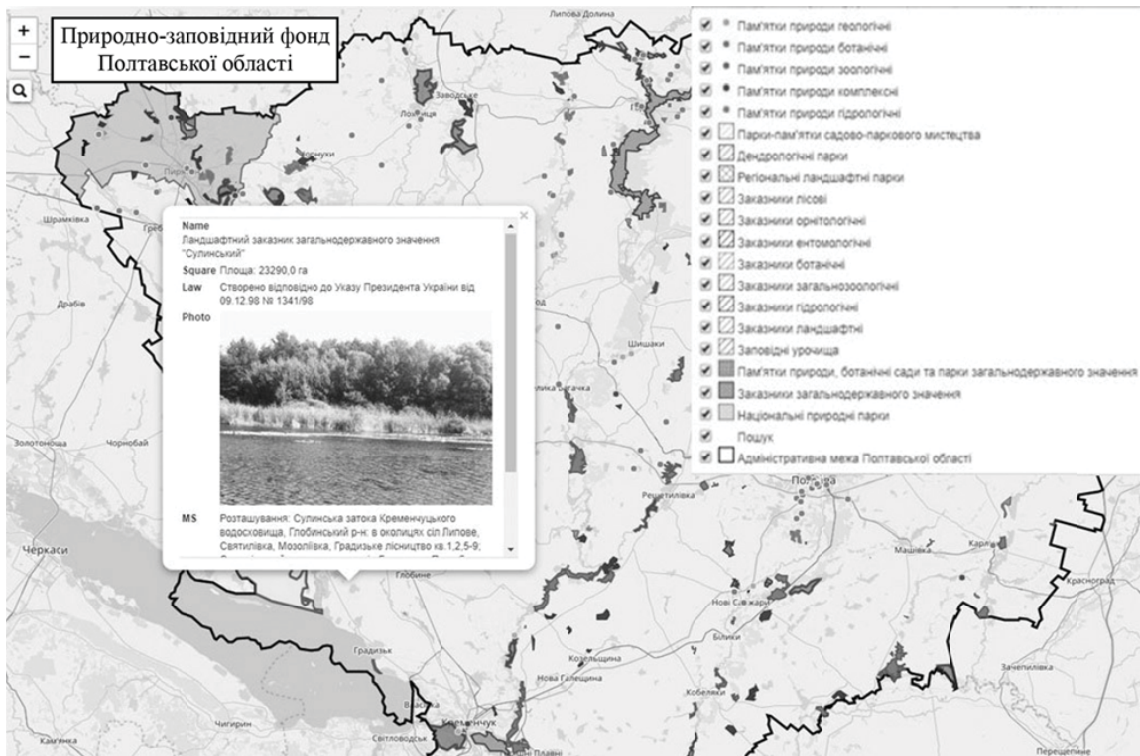 Природно-заповідний фонд
Полтавської області
+
−
Липова Долина
Заводське
Лохвиця
Шрамківка
Драбів
Золотоноша
Чорнобай
Черкаси
Шишаки
Решетилівка
Машівка
Красноград
Білики
Зачепилівка
Козельщина
Нова Галещина
Кобеляки
Глобине
Градизьк
Чигирин
Світловодськ
Кам'янка
Перещепине
×
Name
Ландшафтний заказник загальнодержавного значення
"Сулинський"
Square Площа: 23290,0 га
Law Створено відповідно до Указу Президента України від
09.12.98 № 1341/98
Photo
MS Розташування: Сулинська затока Кременчуцького
водосховища, Глобинський р-н: в околицях сіл Липове,
Святилівка, Мозоліївка, Градизьке лісництво кв.1,2,5-9;
Пам'ятки природи геологічні
Пам'ятки природи ботанічні
Пам'ятки природи зоологічні
Пам'ятки природи комплексні
Пам'ятки природи гідрологічні
Парки-пам'ятки садово-паркового мистецтва
Дендрологічні парки
Регіональні ландшафтні парки
Заказники лісові
Заказники орнітологічні
Заказники ентомологічні
Заказники ботанічні
Заказники загальнозоологічні
Заказники гідрологічні
Заказники ландшафтні
Заповідні урочища
Пам'ятки природи, ботанічні сади та парки загальнодержавного значення
Заказники загальнодержавного значення
Національні природні парки
Пошук
Адміністративна межа Полтавської області